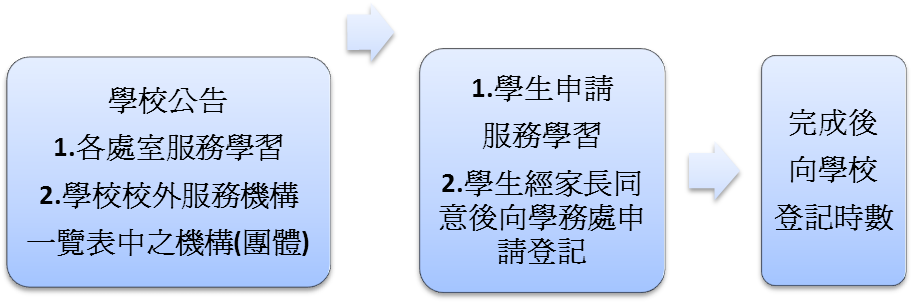 學校公告
1.各處室服務學習
2.學校校外服務機構
一覽表中之機構(團體)
1.學生申請
服務學習
2.學生經家長同
意後向學務處申
請登記
完成後
向學校
登記時數